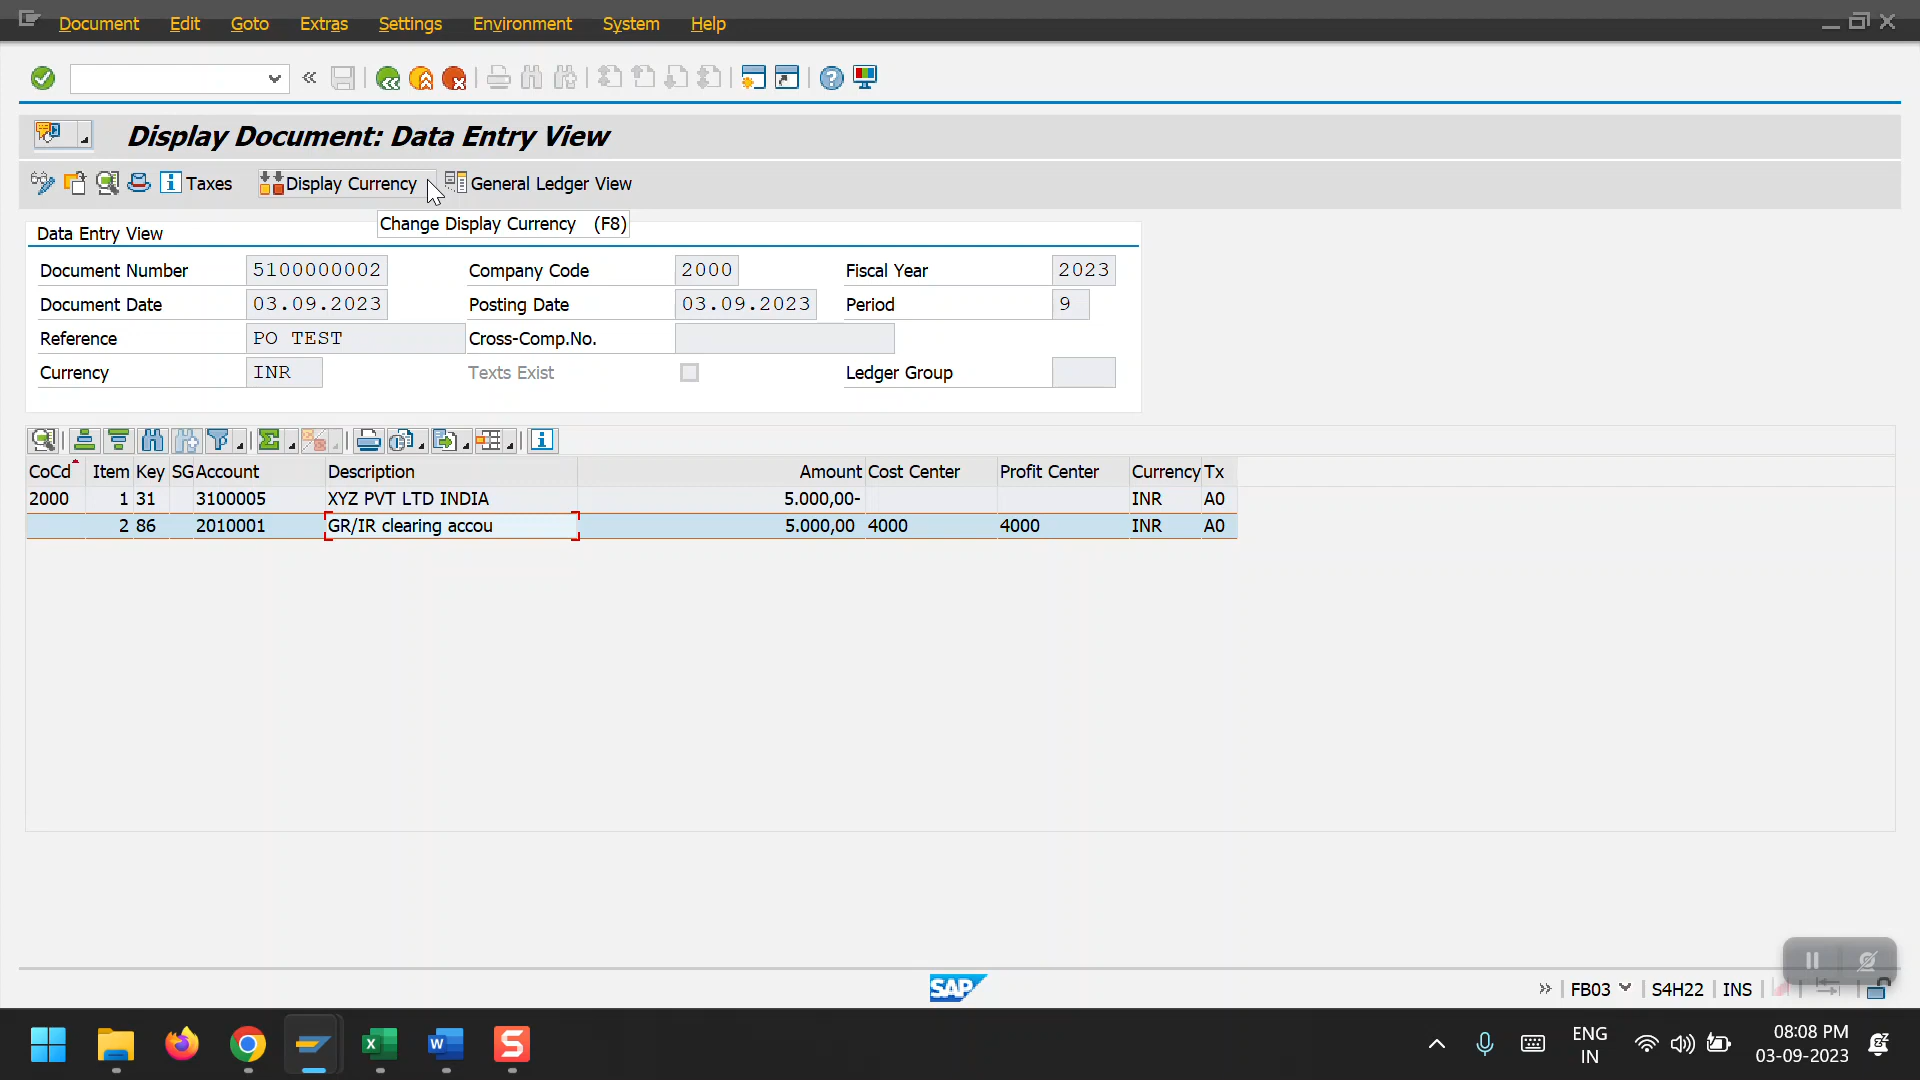 Document Edit Goto Extras Settings Environment System Help
Display Document: Data Entry View
Taxes Display Currency General Ledger View
Change Display Currency (F8)
Data Entry View
Document Number 5100000002 Company Code 2000 Fiscal Year 2023
Document Date 03.09.2023 Posting Date 03.09.2023 Period 9
Reference PO TEST Cross-Comp.No.
Currency INR Texts Exist Ledger Group
CoCd Item Key SG Account Description Amount Cost Center Profit Center Currency Tx
2000 1 31 3100005 XYZ PVT LTD INDIA 5.000,00- INR A0
2 86 2010001 GR/IR clearing accou 5.000,00 4000 4000 INR A0
SAP FB03 S4H22 INS
ENG 08:08 PM
IN 03-09-2023